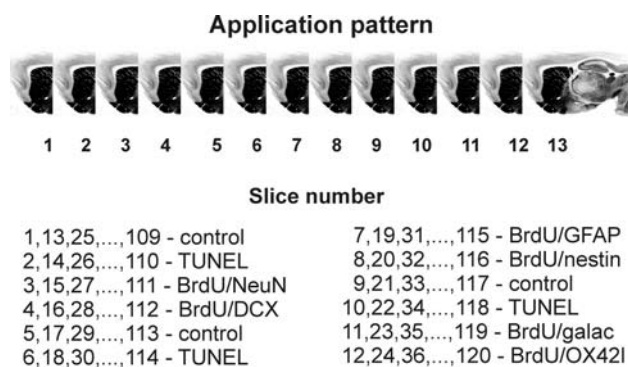 Application pattern
1 2 3 4 5 6 7 8 9 10 11 12 13
Slice number
1,13,25,...,109 - control
2,14,26,...,110 - TUNEL
3,15,27,...,111 - BrdU/NeuN
4,16,28,...,112 - BrdU/DCX
5,17,29,...,113 - control
6,18,30,...,114 - TUNEL
7,19,31,...,115 - BrdU/GFAP
8,20,32,...,116 - BrdU/nestin
9,21,33,...,117 - control
10,22,34,...,118 - TUNEL
11,23,35,...,119 - BrdU/galac
12,24,36,...,120 - BrdU/OX42l